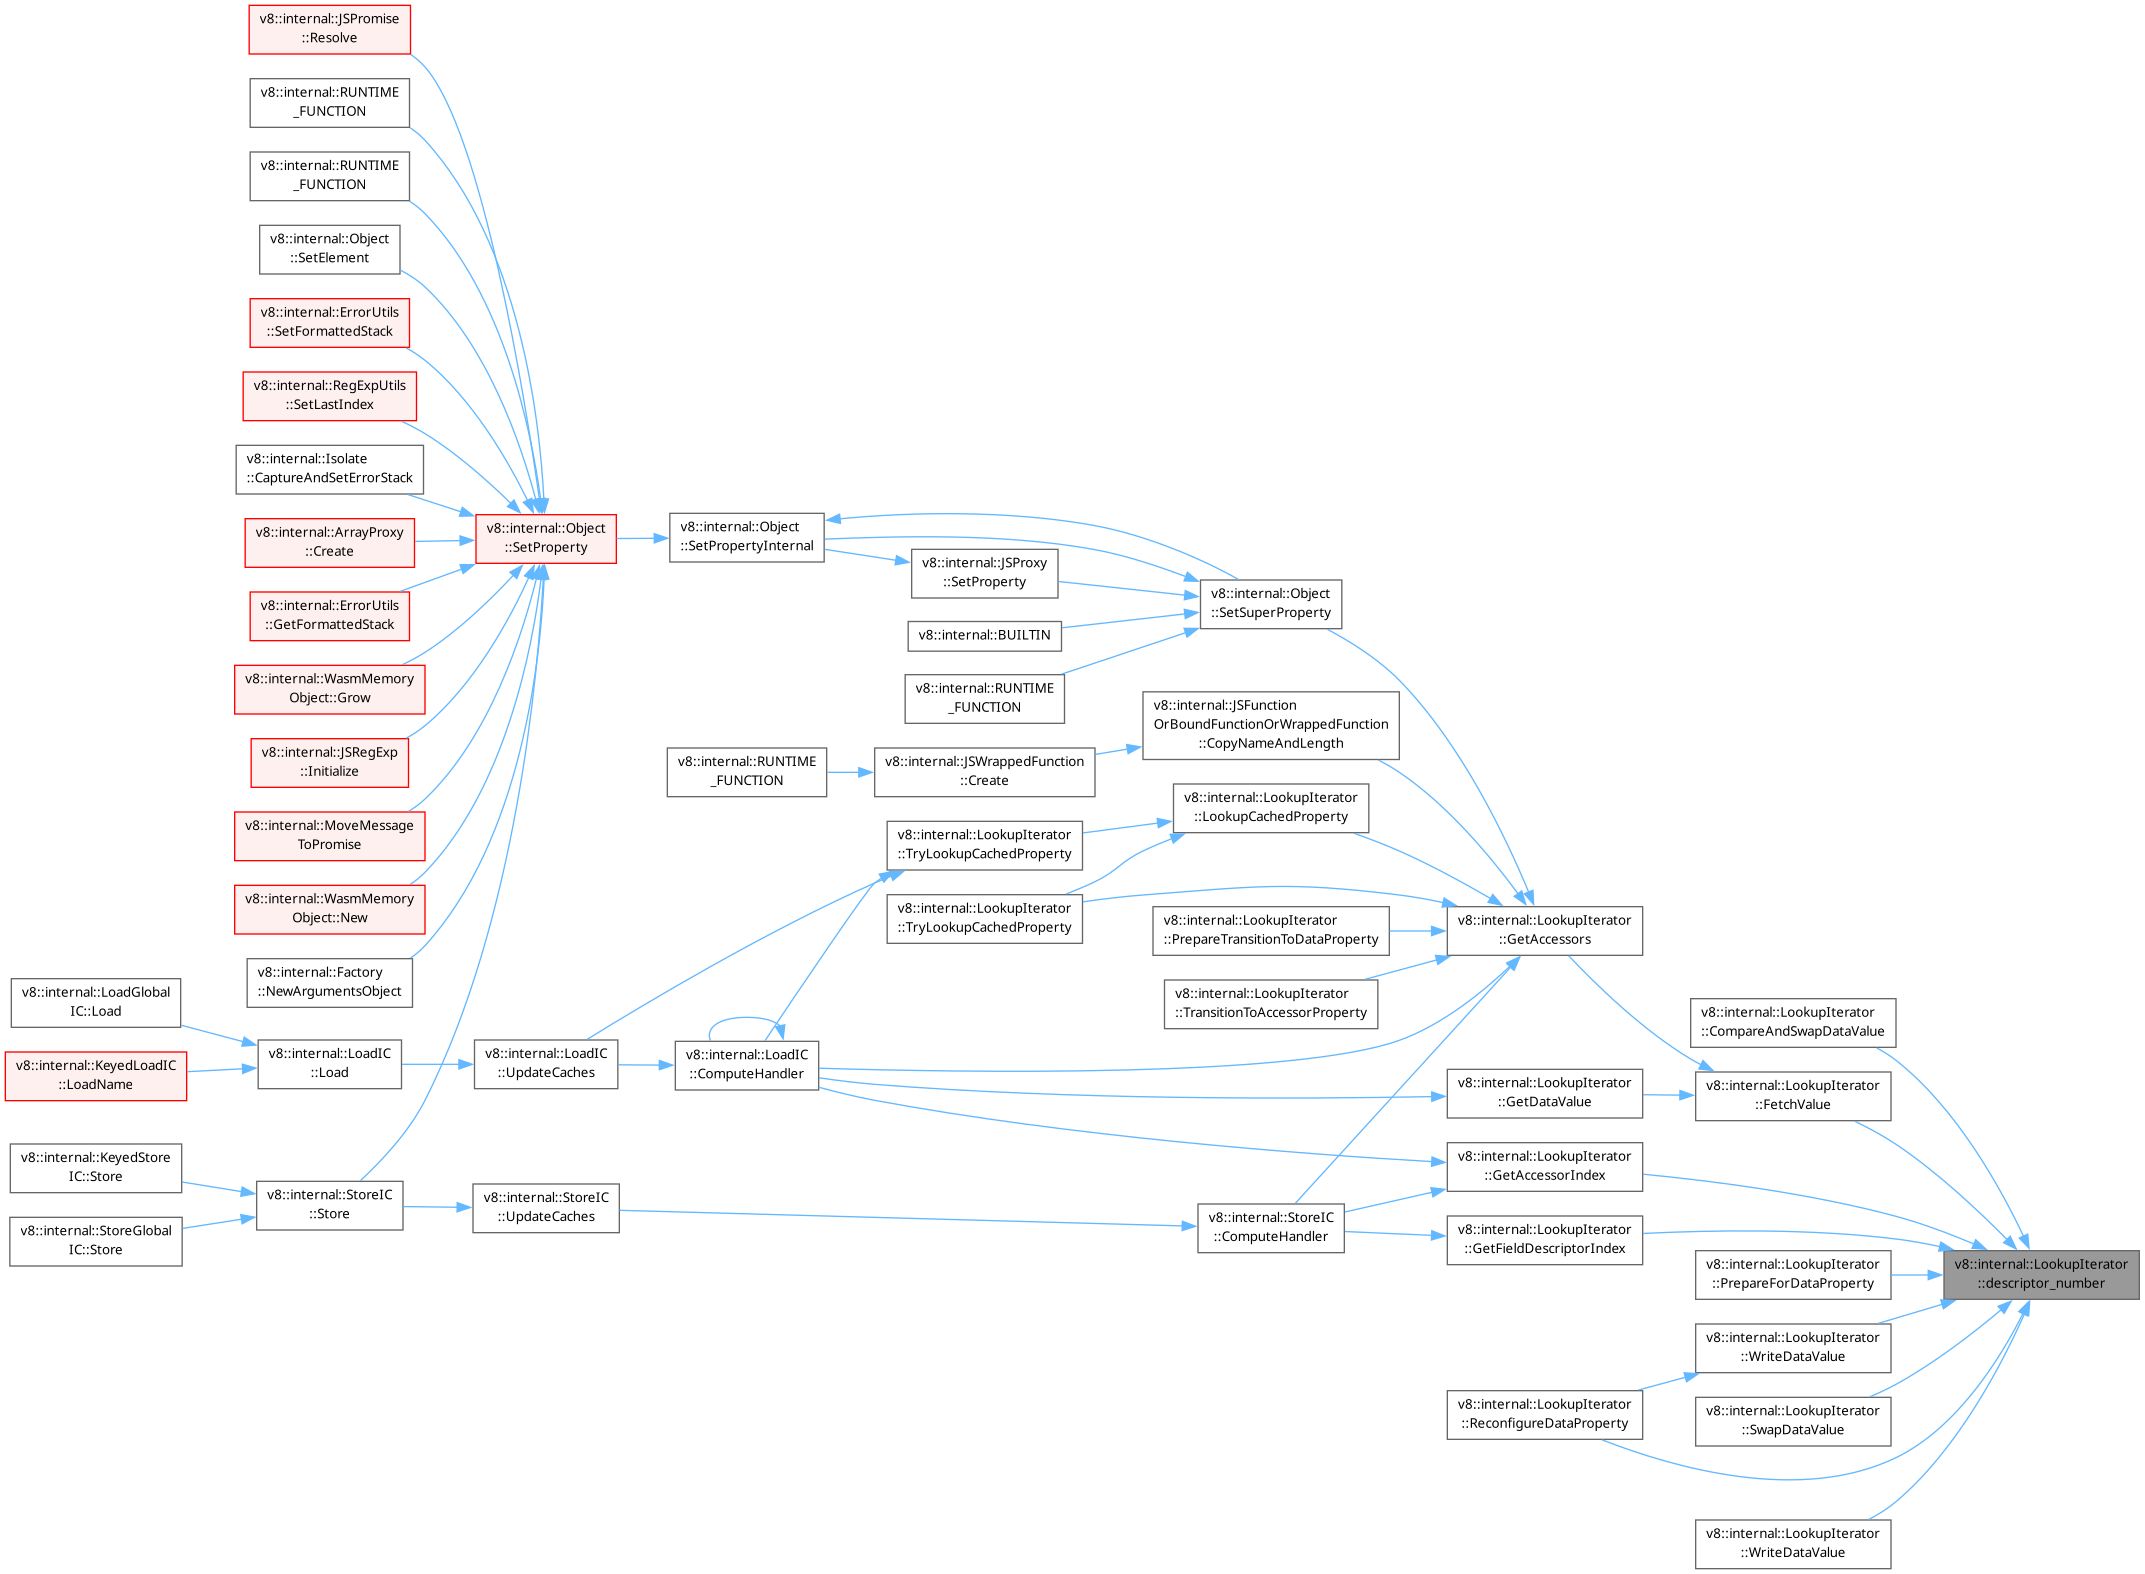 v8::internal::JSPromise
::Resolve
v8::internal::RUNTIME
_FUNCTION
v8::internal::RUNTIME
_FUNCTION
v8::internal::Object
::SetElement
v8::internal::ErrorUtils
::SetFormattedStack
v8::internal::RegExpUtils
::SetLastIndex
v8::internal::Isolate
::CaptureAndSetErrorStack
v8::internal::ArrayProxy
::Create
v8::internal::ErrorUtils
::GetFormattedStack
v8::internal::WasmMemory
Object::Grow
v8::internal::JSRegExp
::Initialize
v8::internal::MoveMessage
ToPromise
v8::internal::WasmMemory
Object::New
v8::internal::Factory
::NewArgumentsObject
v8::internal::LoadGlobal
IC::Load
v8::internal::KeyedLoadIC
::LoadName
v8::internal::LoadIC
::Load
v8::internal::KeyedStore
IC::Store
v8::internal::StoreGlobal
IC::Store
v8::internal::StoreIC
::Store
v8::internal::Object
::SetProperty
v8::internal::LoadIC
::UpdateCaches
v8::internal::StoreIC
::UpdateCaches
v8::internal::Object
::SetPropertyInternal
v8::internal::RUNTIME
_FUNCTION
v8::internal::LoadIC
::ComputeHandler
v8::internal::JSProxy
::SetProperty
v8::internal::BUILTIN
v8::internal::RUNTIME
_FUNCTION
v8::internal::JSWrappedFunction
::Create
v8::internal::LookupIterator
::TryLookupCachedProperty
v8::internal::LookupIterator
::TryLookupCachedProperty
v8::internal::Object
::SetSuperProperty
v8::internal::JSFunction
OrBoundFunctionOrWrappedFunction
::CopyNameAndLength
v8::internal::LookupIterator
::LookupCachedProperty
v8::internal::LookupIterator
::PrepareTransitionToDataProperty
v8::internal::LookupIterator
::TransitionToAccessorProperty
v8::internal::StoreIC
::ComputeHandler
v8::internal::LookupIterator
::GetAccessors
v8::internal::LookupIterator
::GetDataValue
v8::internal::LookupIterator
::GetAccessorIndex
v8::internal::LookupIterator
::GetFieldDescriptorIndex
v8::internal::LookupIterator
::ReconfigureDataProperty
v8::internal::LookupIterator
::CompareAndSwapDataValue
v8::internal::LookupIterator
::FetchValue
v8::internal::LookupIterator
::PrepareForDataProperty
v8::internal::LookupIterator
::WriteDataValue
v8::internal::LookupIterator
::SwapDataValue
v8::internal::LookupIterator
::WriteDataValue
v8::internal::LookupIterator
::descriptor_number